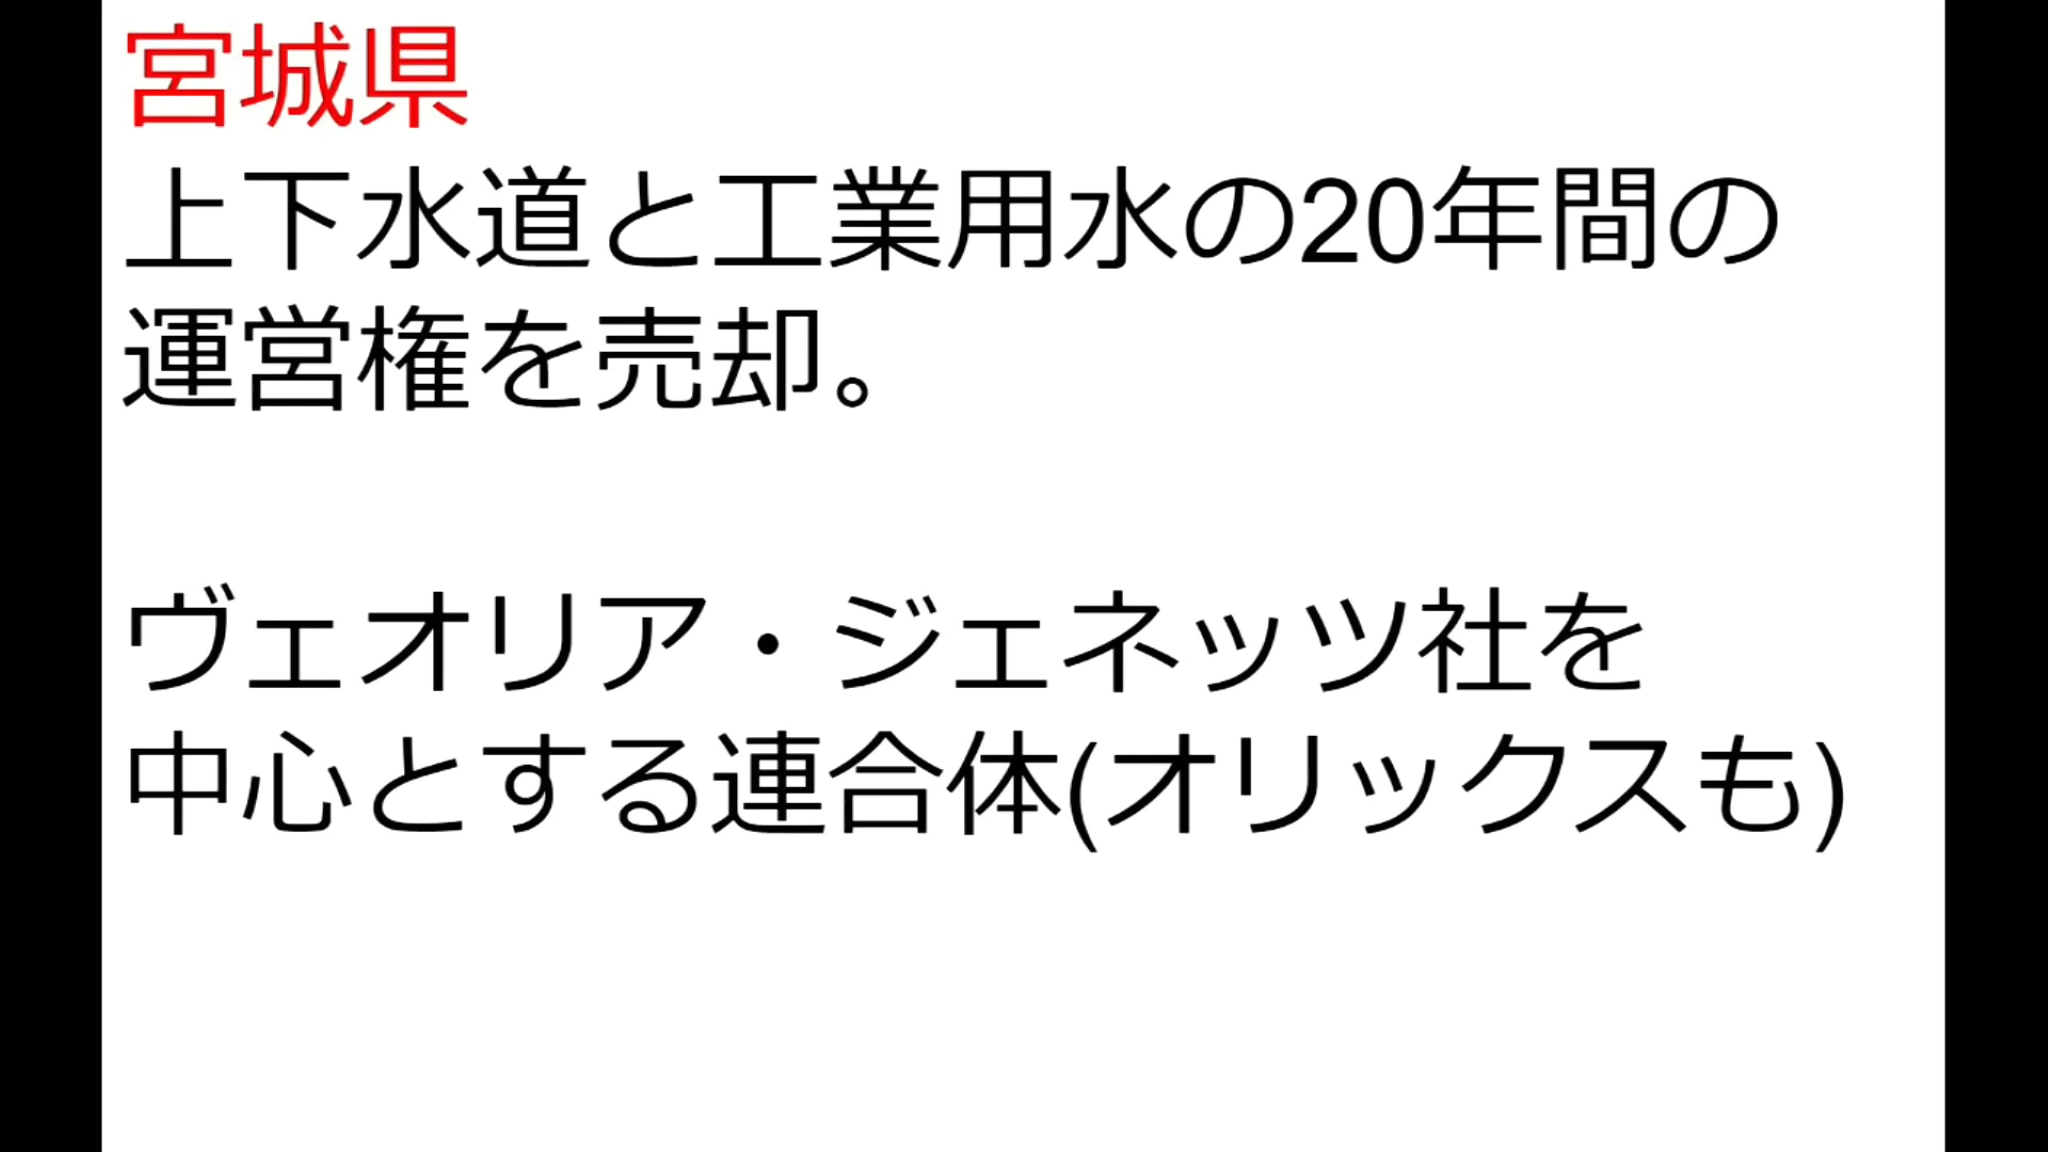 宮城県
上下水道と工業用水の20年間の
運営権を売却。
ヴェオリア・ジェネッツ社を
中心とする連合体(オリックスも)